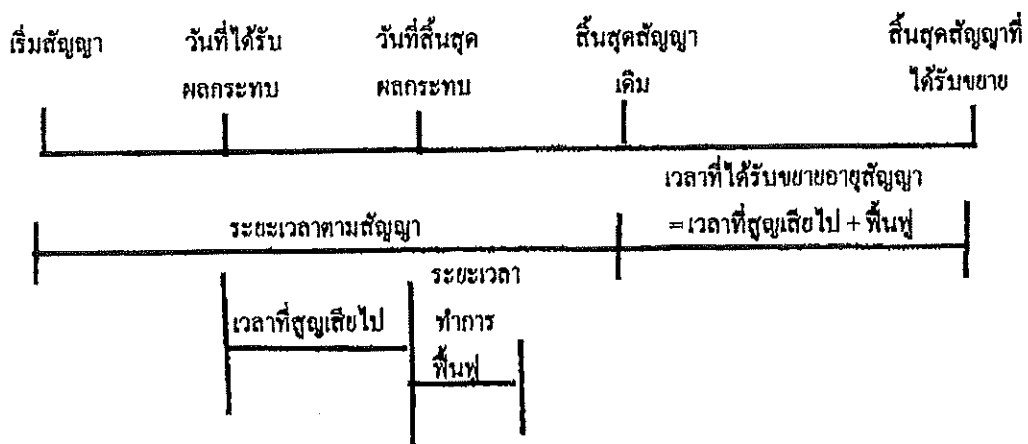 เริ่มสัญญา
วันที่ได้รับ
ผลกระทบ
วันที่สิ้นสุด
ผลกระทบ
สิ้นสุดสัญญา
เดิม
สิ้นสุดสัญญาที่
ได้รับขยาย
เวลาที่ได้รับขยายอายุสัญญา
=เวลาที่สูญเสียไป + ฟื้นฟู
ระยะเวลาตามสัญญา
เวลาที่สูญเสียไป
ระยะเวลา
ทำการ
ฟื้นฟู